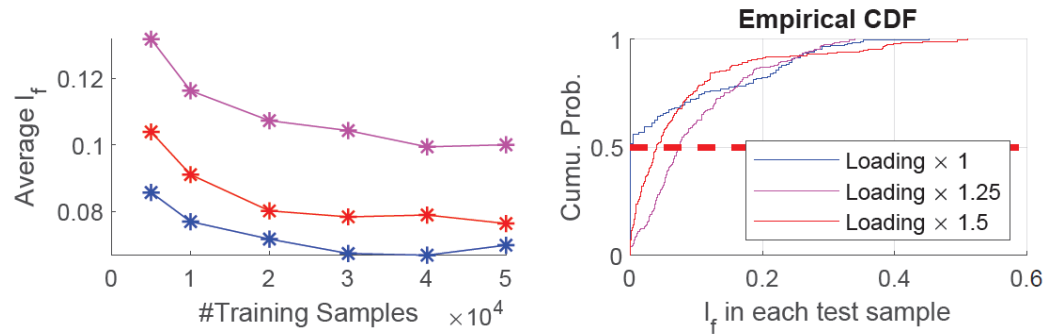 0.12
0.1
0.08
Average I_f
0 1 2 3 4 5
#Training Samples ×10^4
Empirical CDF
1
0.5
0
Cumu. Prob.
Loading × 1
Loading × 1.25
Loading × 1.5
0 0.2 0.4 0.6
I_f in each test sample